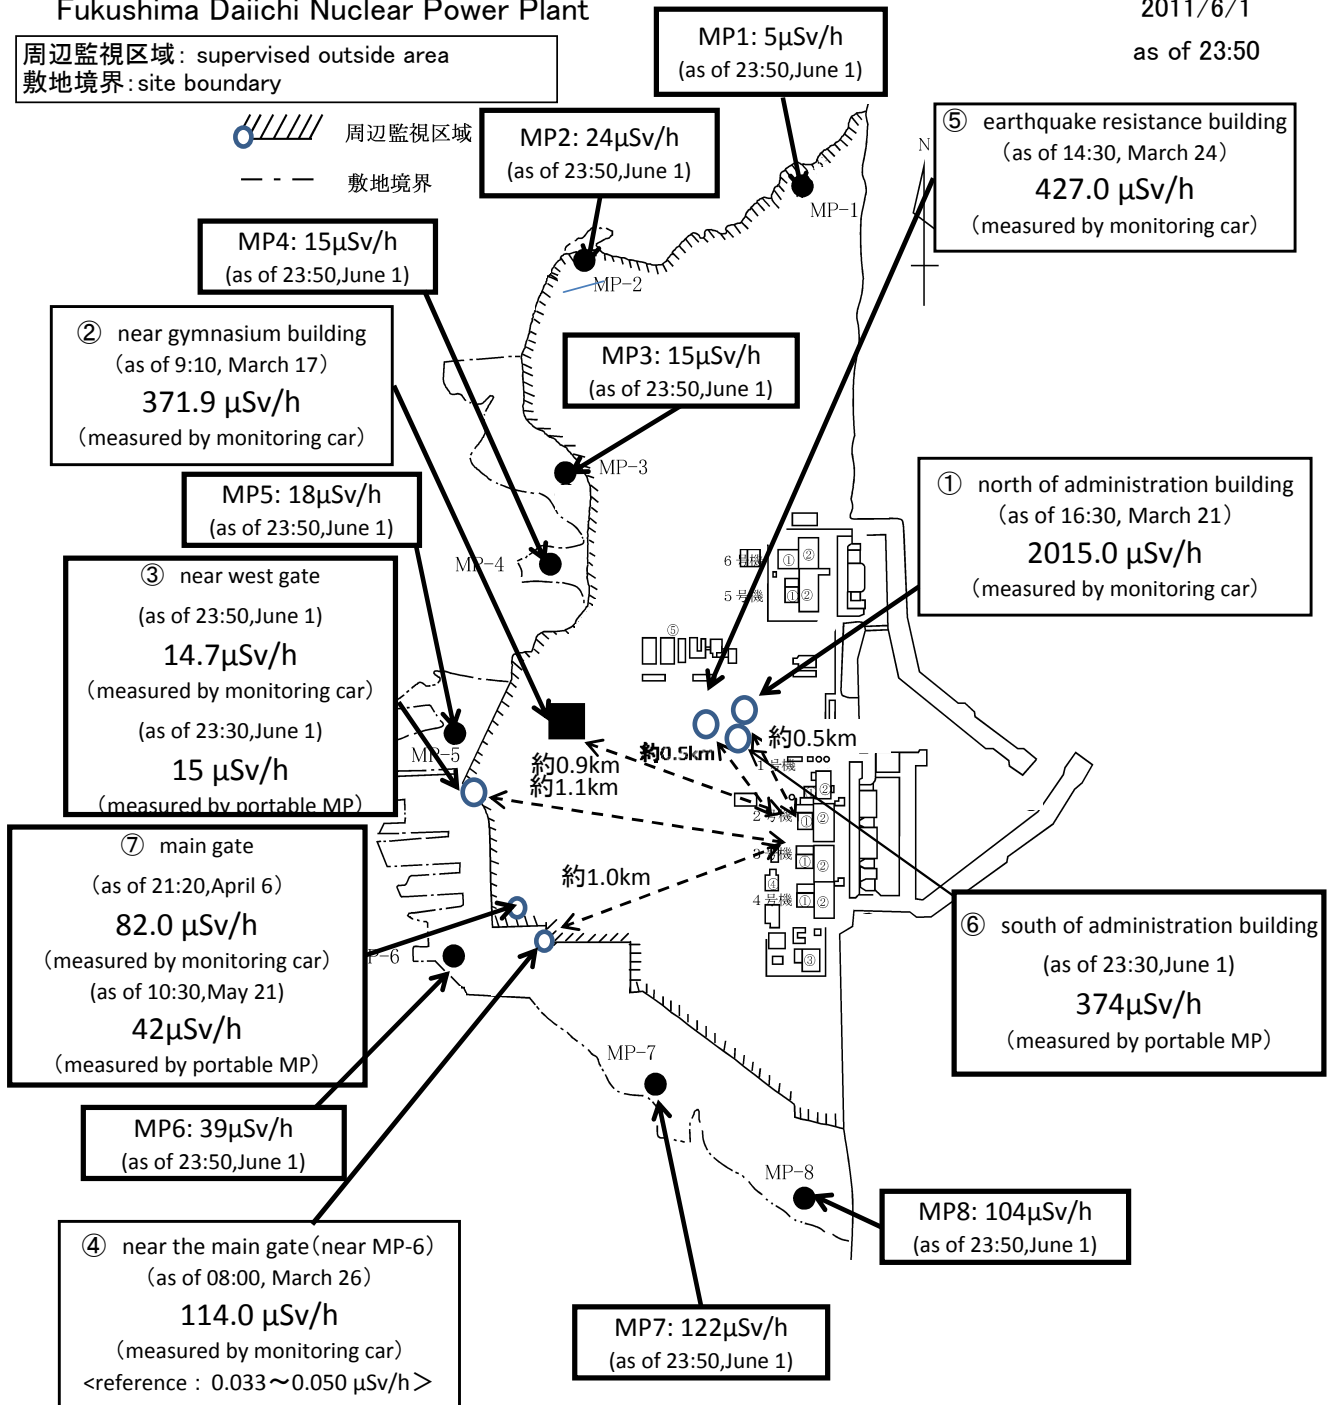 Fukushima Daiichi Nuclear Power Plant
2011/6/1
as of 23:50
周辺監視区域: supervised outside area
敷地境界:site boundary
周辺監視区域
敷地境界
MP1: 5μSv/h
(as of 23:50,June 1)
MP2: 24μSv/h
(as of 23:50,June 1)
⑤ earthquake resistance building
(as of 14:30, March 24)
427.0 μSv/h
(measured by monitoring car)
N
MP-1
MP4: 15μSv/h
(as of 23:50,June 1)
MP-2
② near gymnasium building
(as of 9:10, March 17)
371.9 μSv/h
(measured by monitoring car)
MP3: 15μSv/h
(as of 23:50,June 1)
MP-3
MP5: 18μSv/h
(as of 23:50,June 1)
① north of administration building
(as of 16:30, March 21)
2015.0 μSv/h
(measured by monitoring car)
MP-4
6号機
① ②
5号機
① ②
③ near west gate
(as of 23:50,June 1)
14.7μSv/h
(measured by monitoring car)
(as of 23:30,June 1)
15 μSv/h
(measured by portable MP)
⑤
MP-5
約0.9km
約1.1km
約0.5km
約0.5km
1号機
②
2号機
① ②
3号機
① ②
④
4号機
① ②
③
約1.0km
⑦ main gate
(as of 21:20,April 6)
82.0 μSv/h
(measured by monitoring car)
(as of 10:30,May 21)
42μSv/h
(measured by portable MP)
P-6
⑥ south of administration building
(as of 23:30,June 1)
374μSv/h
(measured by portable MP)
MP-7
MP6: 39μSv/h
(as of 23:50,June 1)
MP-8
MP8: 104μSv/h
(as of 23:50,June 1)
④ near the main gate(near MP-6)
(as of 08:00, March 26)
114.0 μSv/h
(measured by monitoring car)
<reference : 0.033~0.050 μSv/h>
MP7: 122μSv/h
(as of 23:50,June 1)